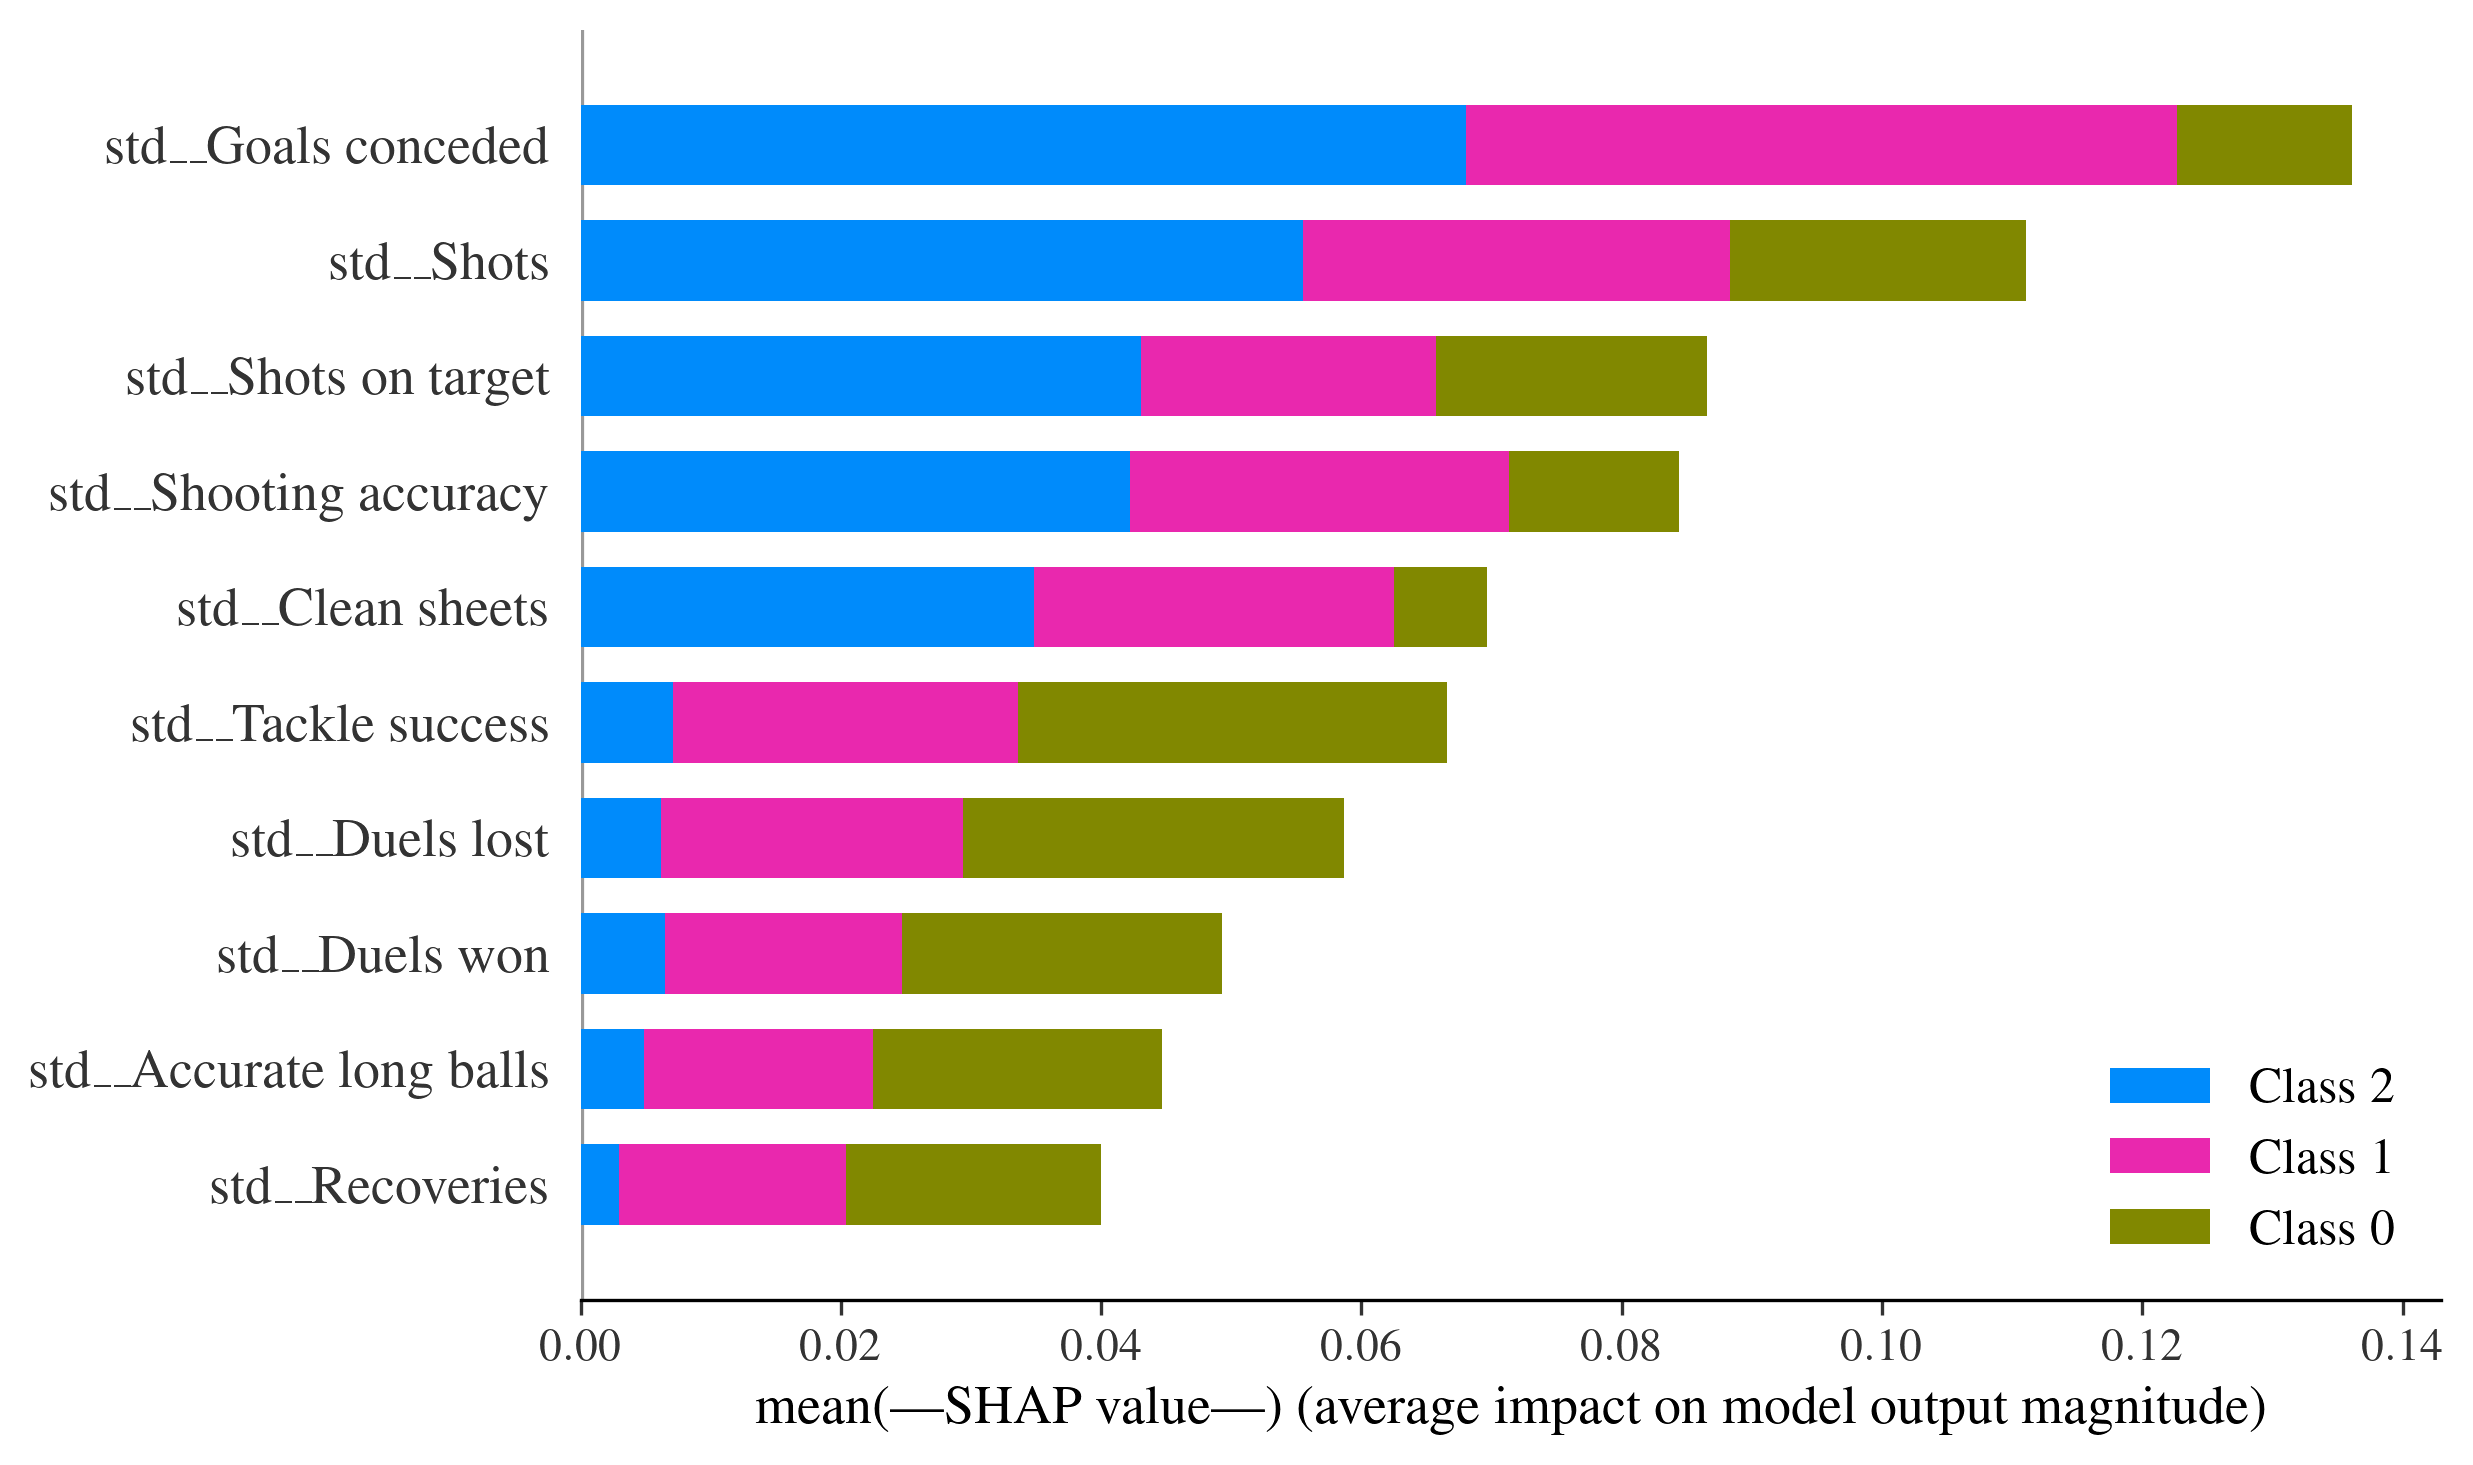 std__Goals conceded
std__Shots
std__Shots on target
std__Shooting accuracy
std__Clean sheets
std__Tackle success
std__Duels lost
std__Duels won
std__Accurate long balls
std__Recoveries
Class 2
Class 1
Class 0
0.00 0.02 0.04 0.06 0.08 0.10 0.12 0.14
mean(—SHAP value—) (average impact on model output magnitude)